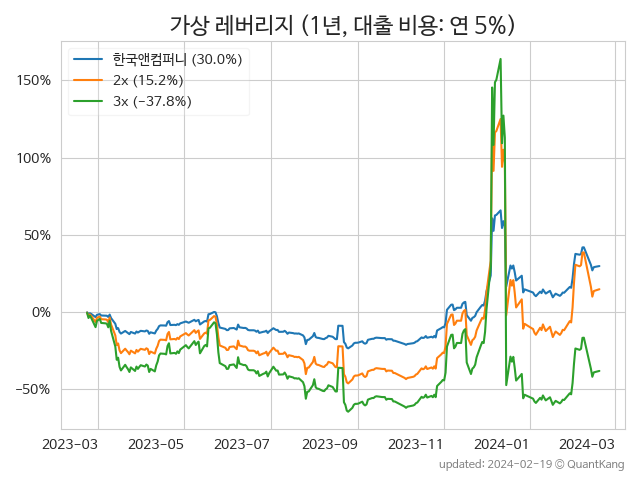 가상 레버리지 (1년, 대출 비용: 연 5%)
한국앤컴퍼니 (30.0%)
2x (15.2%)
3x (−37.8%)
150%
100%
50%
0%
−50%
2023-03 2023-05 2023-07 2023-09 2023-11 2024-01 2024-03
updated: 2024-02-19 © QuantKang